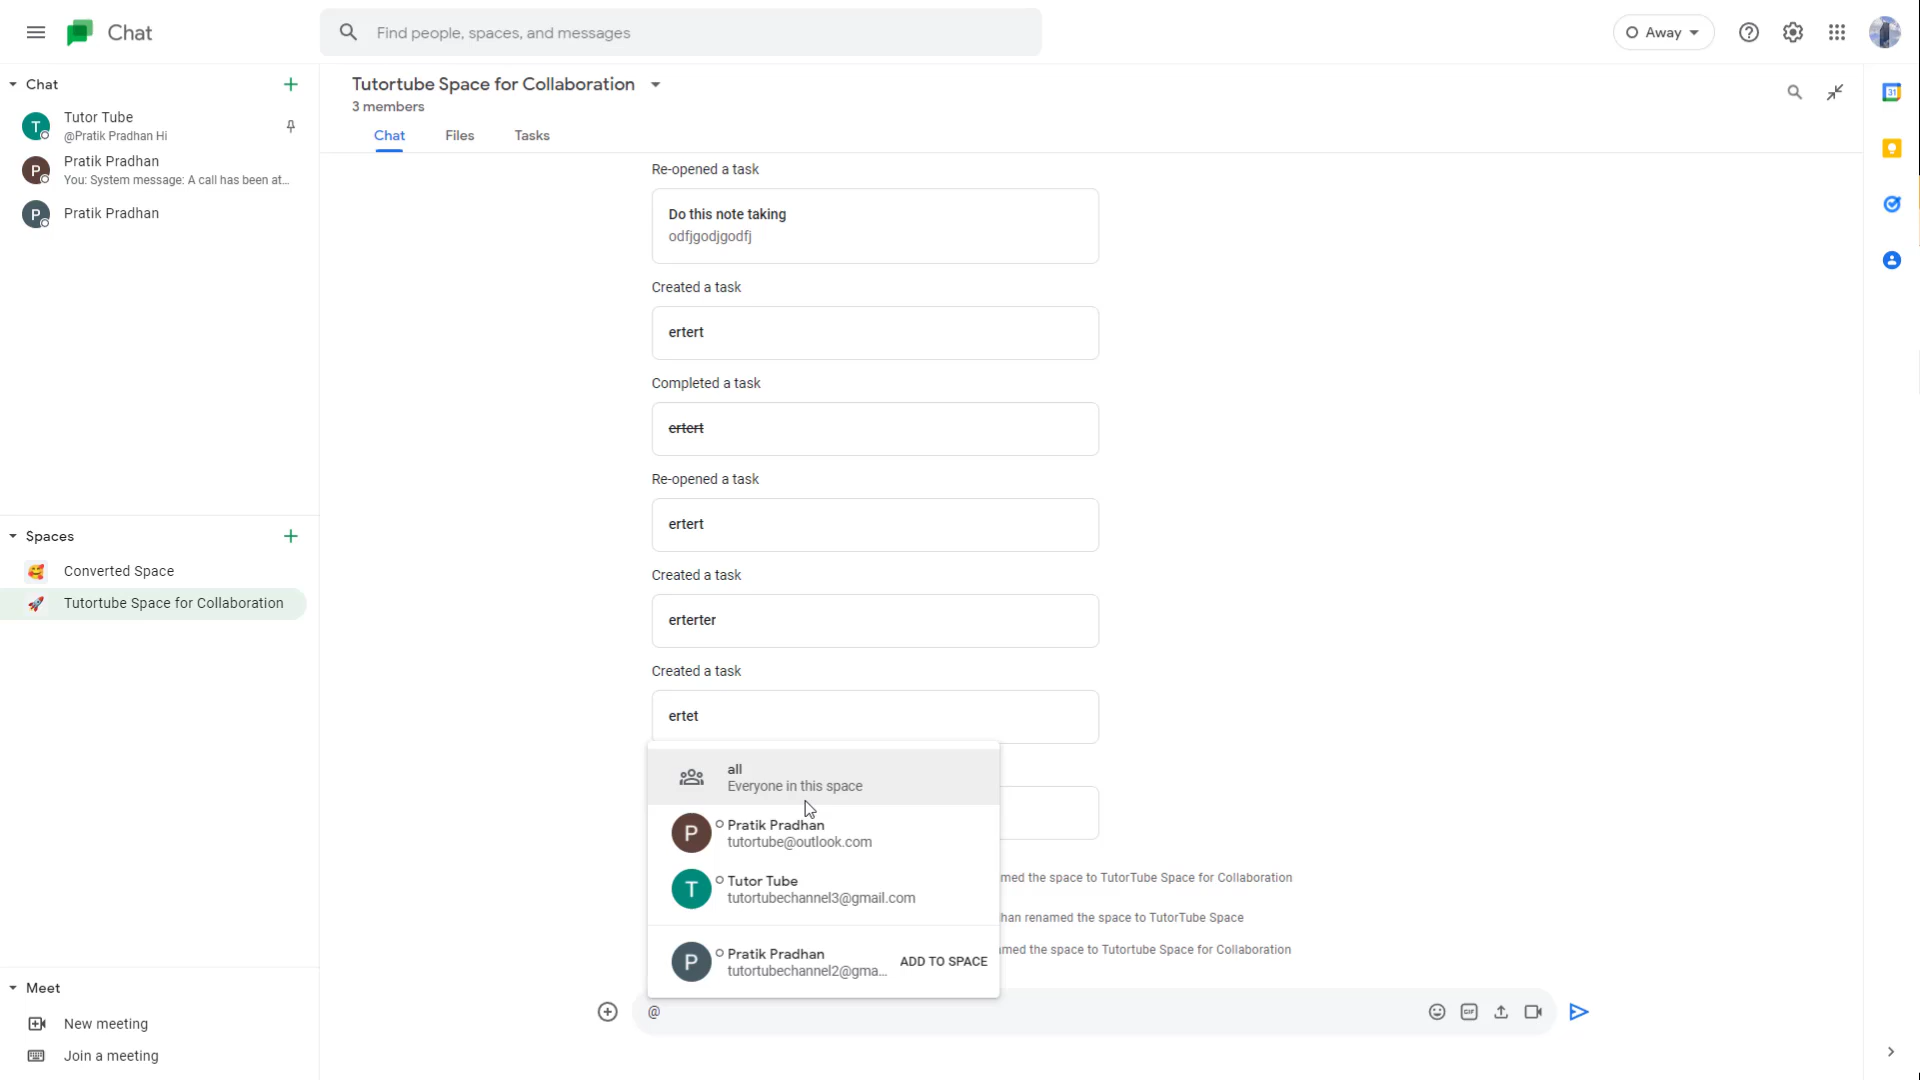 Chat
Find people, spaces, and messages
Away
Chat
Tutor Tube
@Pratik Pradhan Hi
Pratik Pradhan
You: System message: A call has been at...
Pratik Pradhan
T
P
P
Spaces
Converted Space
Tutortube Space for Collaboration
Meet
New meeting
Join a meeting
Tutortube Space for Collaboration
3 members
Chat Files Tasks
Re-opened a task
Do this note taking
odfjgodjgodfj
Created a task
ertert
Completed a task
ertert
Re-opened a task
ertert
Created a task
erterter
Created a task
ertet
all
Everyone in this space
P
Pratik Pradhan
tutortube@outlook.com
T
Tutor Tube
tutortubechannel3@gmail.com
P
Pratik Pradhan
tutortubechannel2@gma...
ADD TO SPACE
med the space to TutorTube Space for Collaboration
han renamed the space to TutorTube Space
med the space to Tutortube Space for Collaboration
@
GIF
31